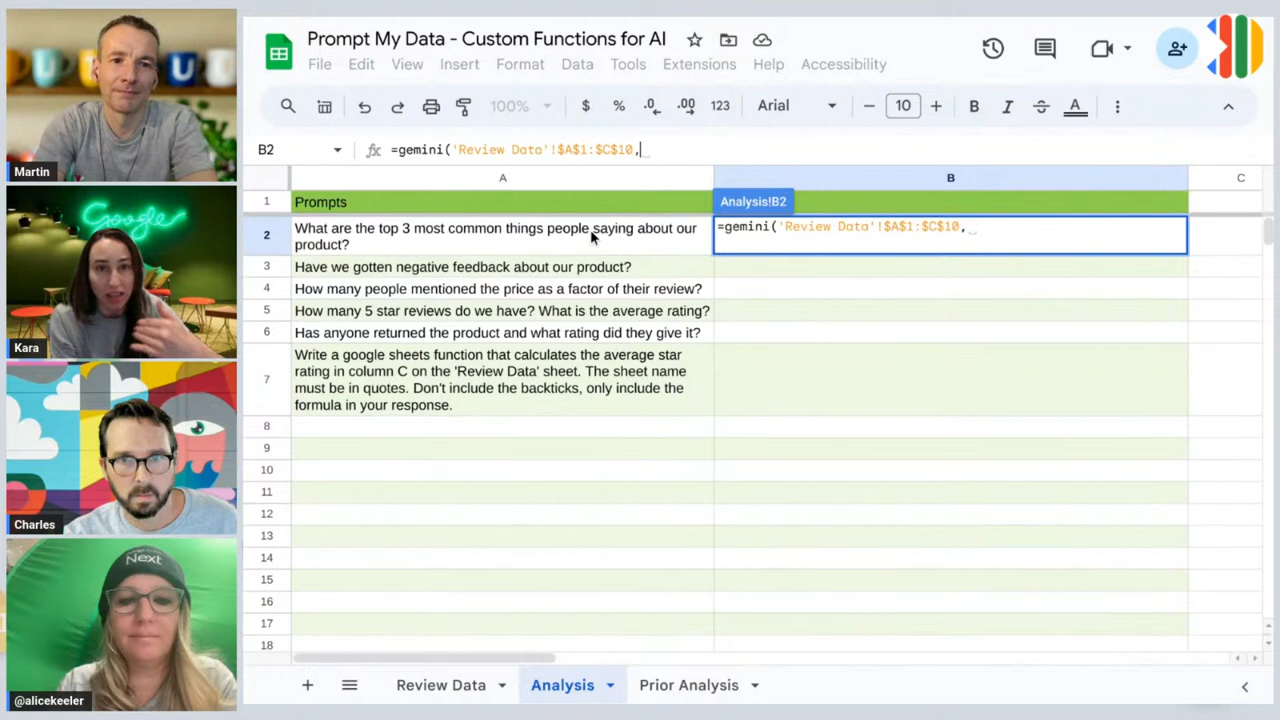 Martin
Google
Kara
Charles
Next
@alicekeeler
Prompt My Data - Custom Functions for AI
File Edit View Insert Format Data Tools Extensions Help Accessibility
100% $ % .0 .00 123 Arial 10 B I S A
B2 fx =gemini('Review Data'!$A$1:$C$10,
A B C
1 Prompts Analysis!B2
2 What are the top 3 most common things people saying about our
product?
=gemini('Review Data'!$A$1:$C$10,
3 Have we gotten negative feedback about our product?
4 How many people mentioned the price as a factor of their review?
5 How many 5 star reviews do we have? What is the average rating?
6 Has anyone returned the product and what rating did they give it?
7 Write a google sheets function that calculates the average star
rating in column C on the 'Review Data' sheet. The sheet name
must be in quotes. Don't include the backticks, only include the
formula in your response.
8
9
10
11
12
13
14
15
16
17
18
Review Data Analysis Prior Analysis